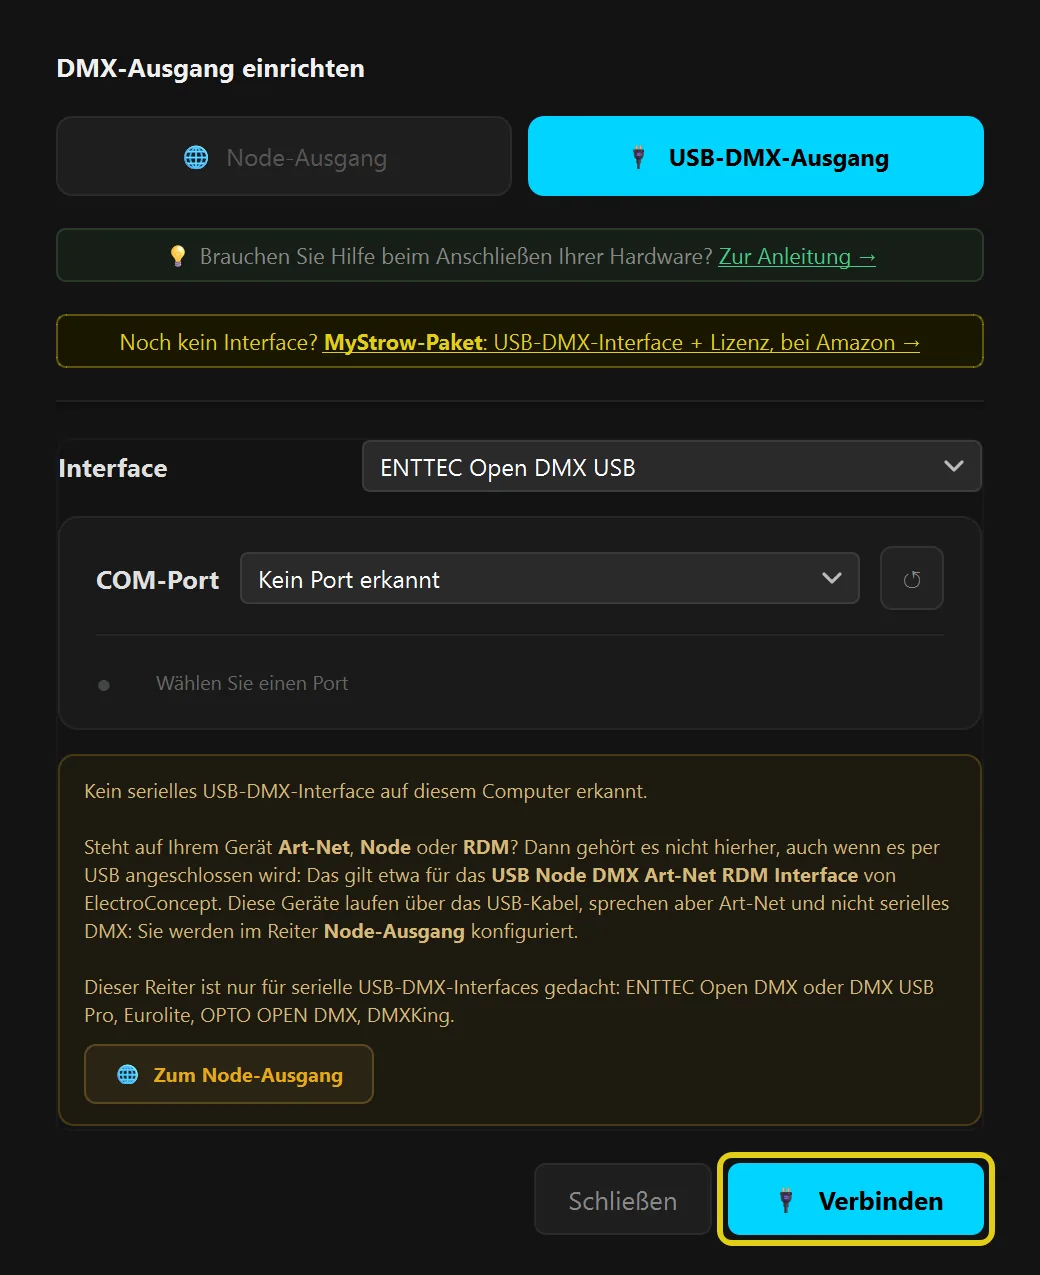 DMX-Ausgang einrichten
Node-Ausgang
USB-DMX-Ausgang
Brauchen Sie Hilfe beim Anschließen Ihrer Hardware? Zur Anleitung →
Noch kein Interface? MyStrow-Paket: USB-DMX-Interface + Lizenz, bei Amazon →
Interface
ENTTEC Open DMX USB
COM-Port
Kein Port erkannt
Wählen Sie einen Port
Kein serielles USB-DMX-Interface auf diesem Computer erkannt.
Steht auf Ihrem Gerät Art-Net, Node oder RDM? Dann gehört es nicht hierher, auch wenn es per
USB angeschlossen wird: Das gilt etwa für das USB Node DMX Art-Net RDM Interface von
ElectroConcept. Diese Geräte laufen über das USB-Kabel, sprechen aber Art-Net und nicht serielles
DMX: Sie werden im Reiter Node-Ausgang konfiguriert.
Dieser Reiter ist nur für serielle USB-DMX-Interfaces gedacht: ENTTEC Open DMX oder DMX USB
Pro, Eurolite, OPTO OPEN DMX, DMXKing.
Zum Node-Ausgang
Schließen
Verbinden